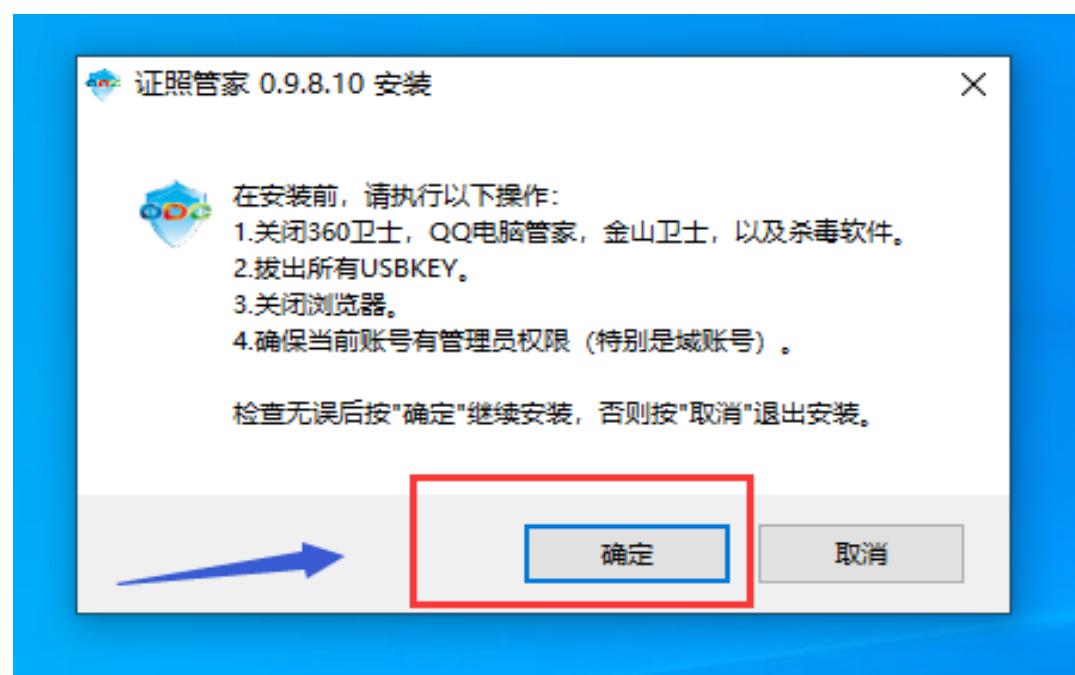 证照管家 0.9.8.10 安装
在安装前，请执行以下操作：
1.关闭360卫士，QQ电脑管家，金山卫士，以及杀毒软件。
2.拔出所有USBKEY。
3.关闭浏览器。
4.确保当前账号有管理员权限（特别是域账号）。
检查无误后按"确定"继续安装，否则按"取消"退出安装。
确定
取消